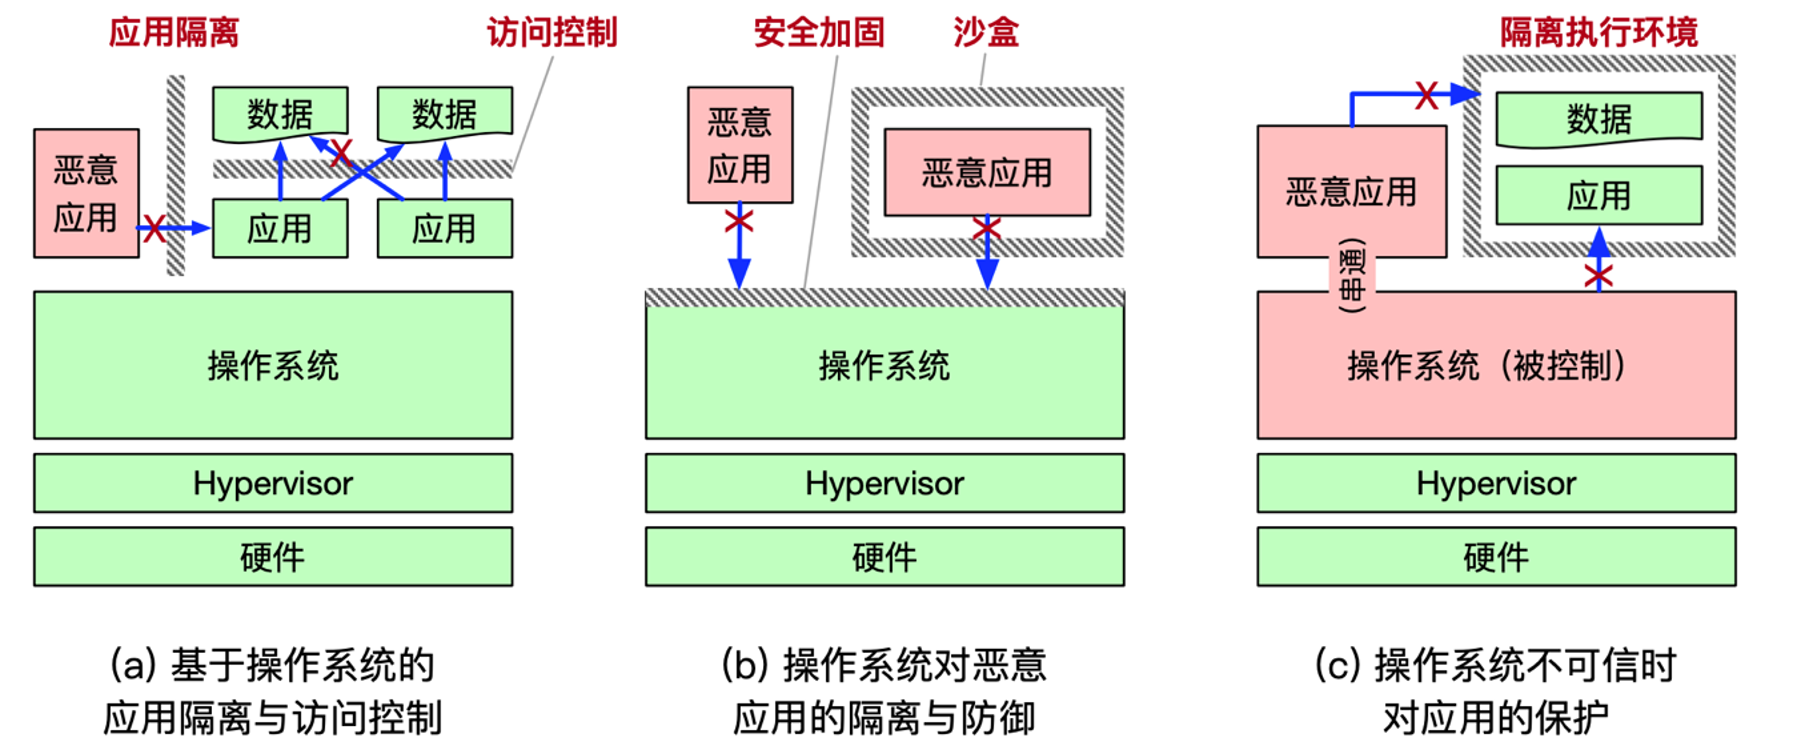 应用隔离
访问控制
数据
数据
恶意
应用
应用
应用
操作系统
Hypervisor
硬件
(a) 基于操作系统的
应用隔离与访问控制
安全加固
沙盒
恶意
应用
恶意应用
操作系统
Hypervisor
硬件
(b) 操作系统对恶意
应用的隔离与防御
隔离执行环境
数据
恶意应用
应用
(串通)
操作系统（被控制）
Hypervisor
硬件
(c) 操作系统不可信时
对应用的保护